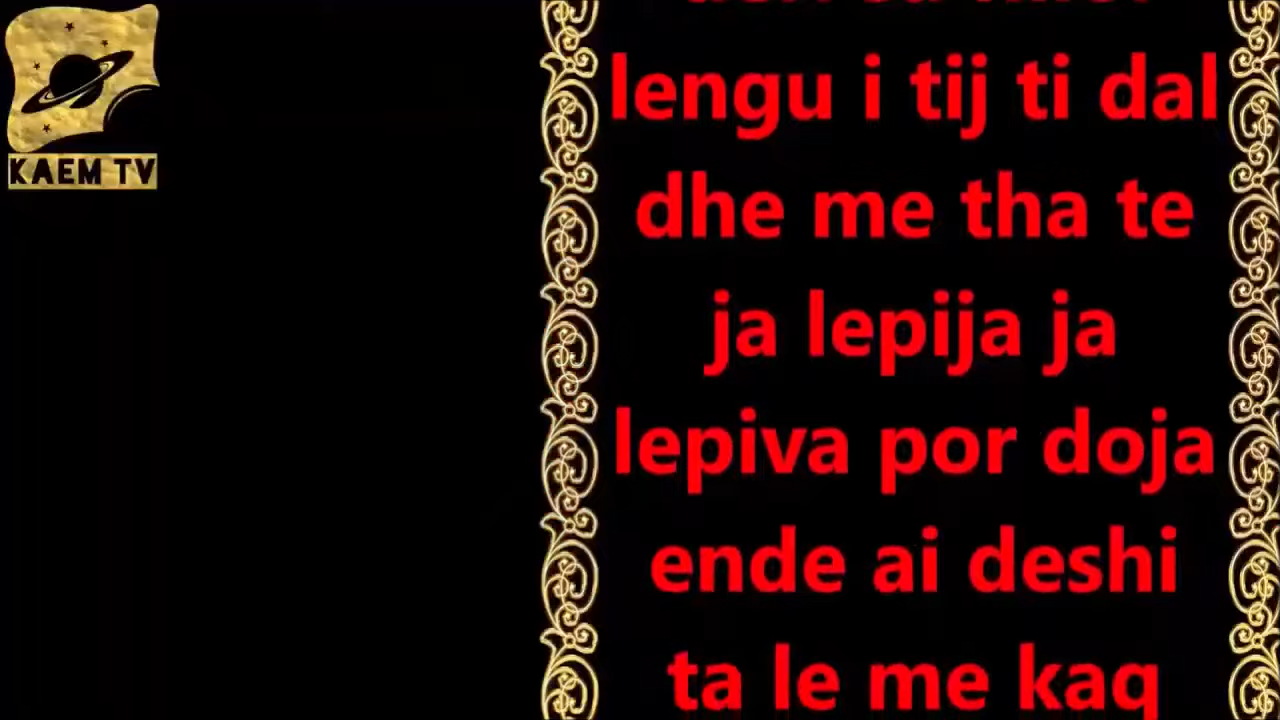 KAEM TV
lengu i tij ti dal
dhe me tha te
ja lepija ja
lepiva por doja
ende ai deshi
ta le me kaq